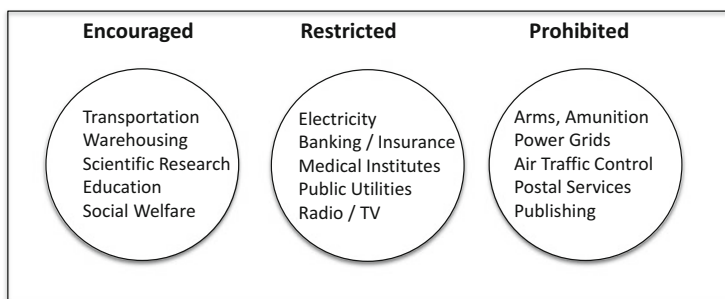 Encouraged
Transportation
Warehousing
Scientific Research
Education
Social Welfare
Restricted
Electricity
Banking / Insurance
Medical Institutes
Public Utilities
Radio / TV
Prohibited
Arms, Amunition
Power Grids
Air Traffic Control
Postal Services
Publishing